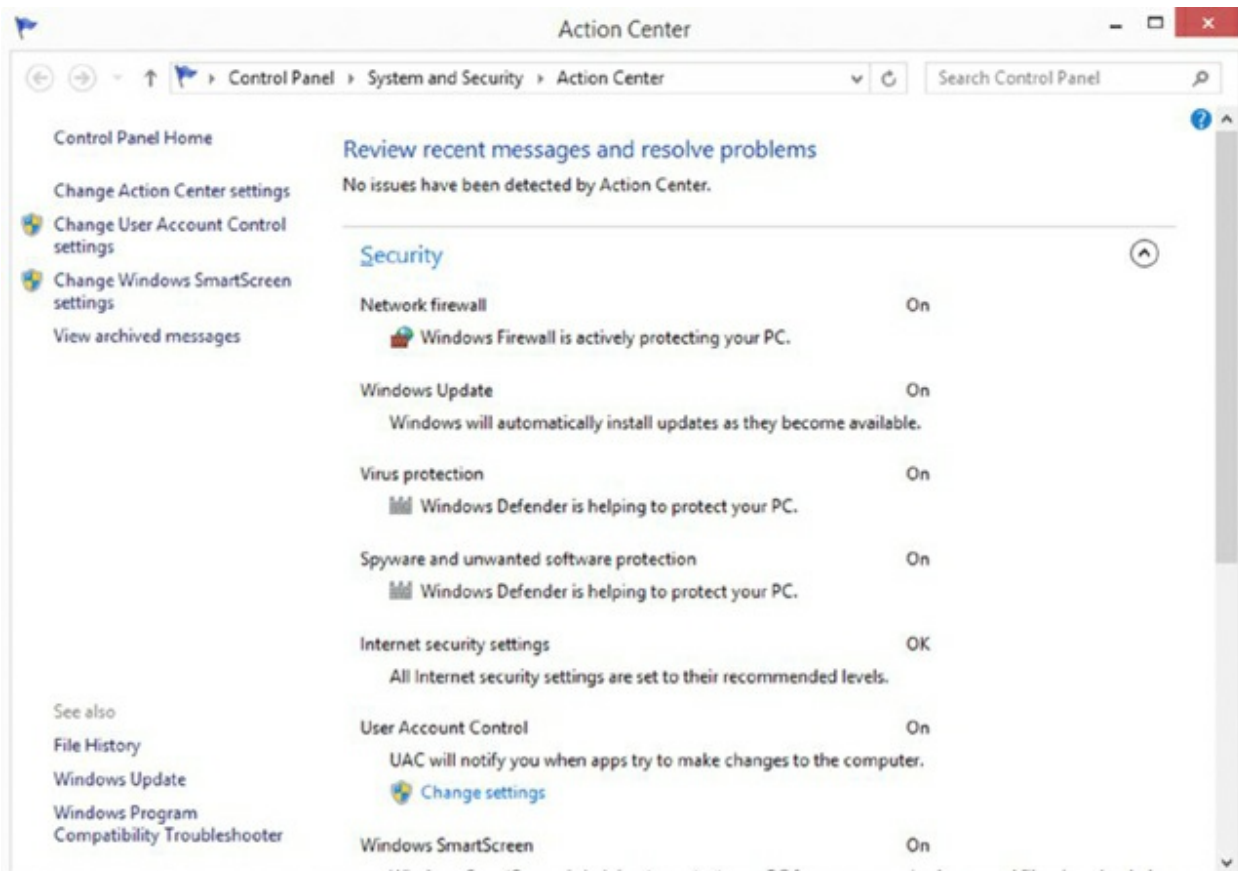 Action Center
Control Panel System and Security Action Center
Search Control Panel
Control Panel Home
Change Action Center settings
Change User Account Control
settings
Change Windows SmartScreen
settings
View archived messages
See also
File History
Windows Update
Windows Program
Compatibility Troubleshooter
Review recent messages and resolve problems
No issues have been detected by Action Center.
Security
Network firewall On
Windows Firewall is actively protecting your PC.
Windows Update On
Windows will automatically install updates as they become available.
Virus protection On
Windows Defender is helping to protect your PC.
Spyware and unwanted software protection On
Windows Defender is helping to protect your PC.
Internet security settings OK
All Internet security settings are set to their recommended levels.
User Account Control On
UAC will notify you when apps try to make changes to the computer.
Change settings
Windows SmartScreen On